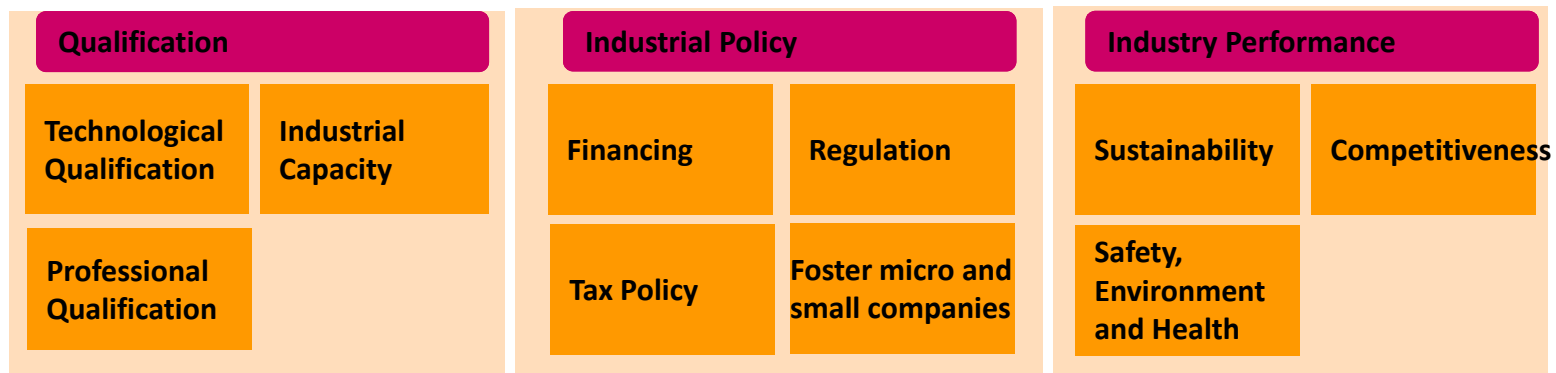 Qualification
Technological
Qualification
Industrial
Capacity
Professional
Qualification
Industrial Policy
Financing
Regulation
Tax Policy
Foster micro and
small companies
Industry Performance
Sustainability
Competitiveness
Safety,
Environment
and Health